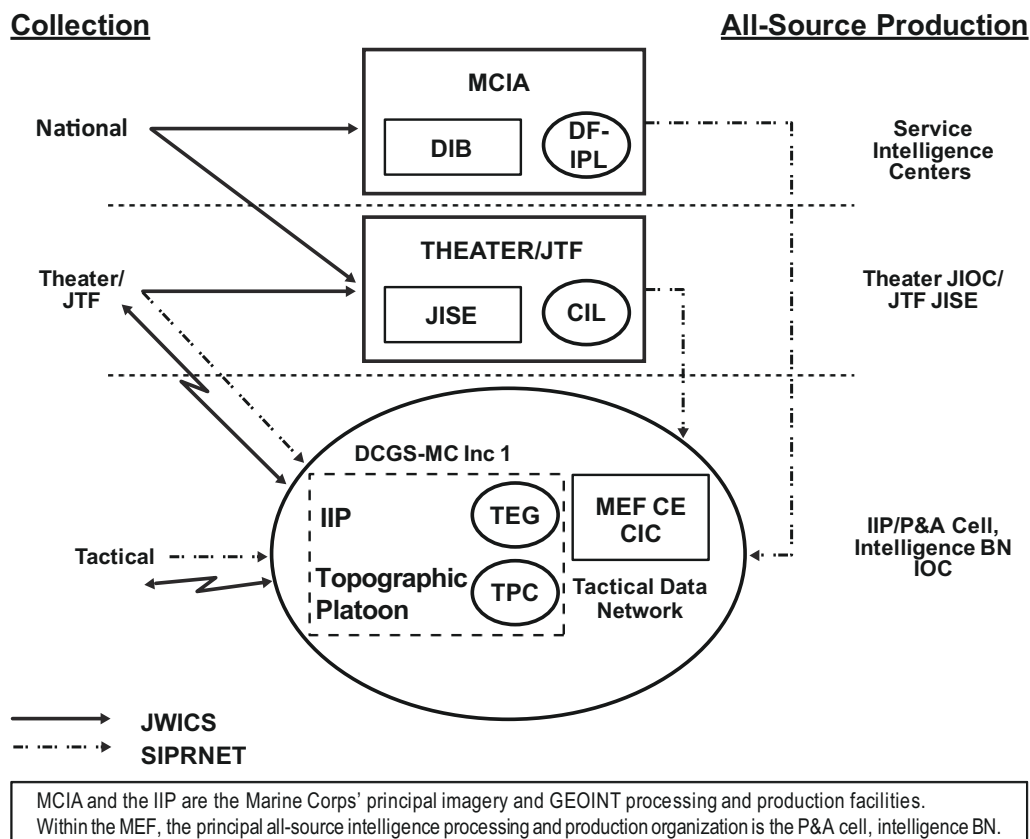 Collection
All-Source Production
MCIA
National
DIB
DF-
IPL
Service
Intelligence
Centers
THEATER/JTF
Theater/
JTF
JISE
CIL
Theater JIOC/
JTF JISE
DCGS-MC Inc 1
IIP
TEG
MEF CE
CIC
Tactical
Topographic
Platoon
TPC
Tactical Data
Network
IIP/P&A Cell,
Intelligence BN
IOC
JWICS
SIPRNET
MCIA and the IIP are the Marine Corps' principal imagery and GEOINT processing and production facilities.
Within the MEF, the principal all-source intelligence processing and production organization is the P&A cell, intelligence BN.